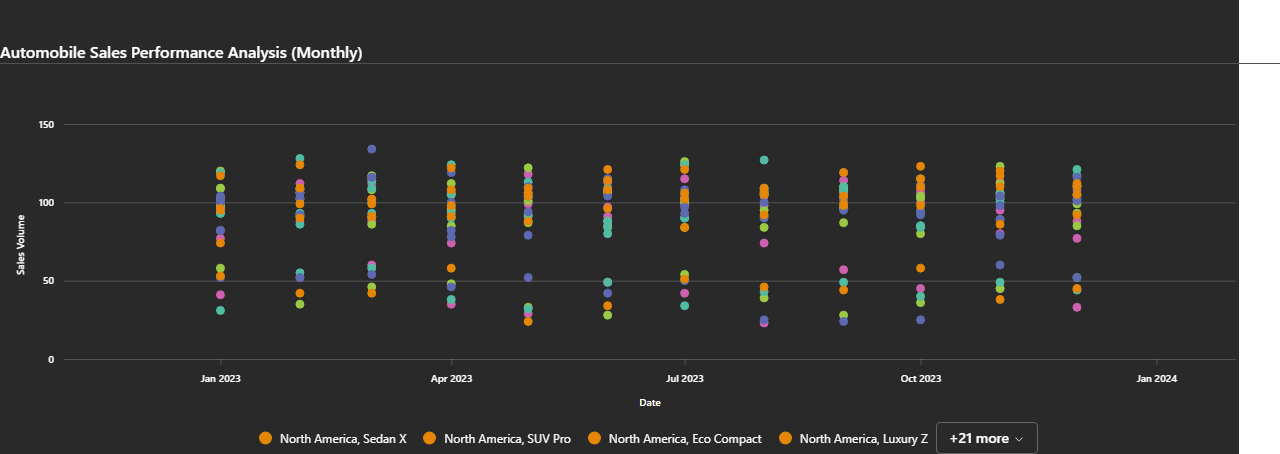 Automobile Sales Performance Analysis (Monthly)
150
100
50
0
Sales Volume
Jan 2023
Apr 2023
Jul 2023
Oct 2023
Jan 2024
Date
North America, Sedan X
North America, SUV Pro
North America, Eco Compact
North America, Luxury Z
+21 more